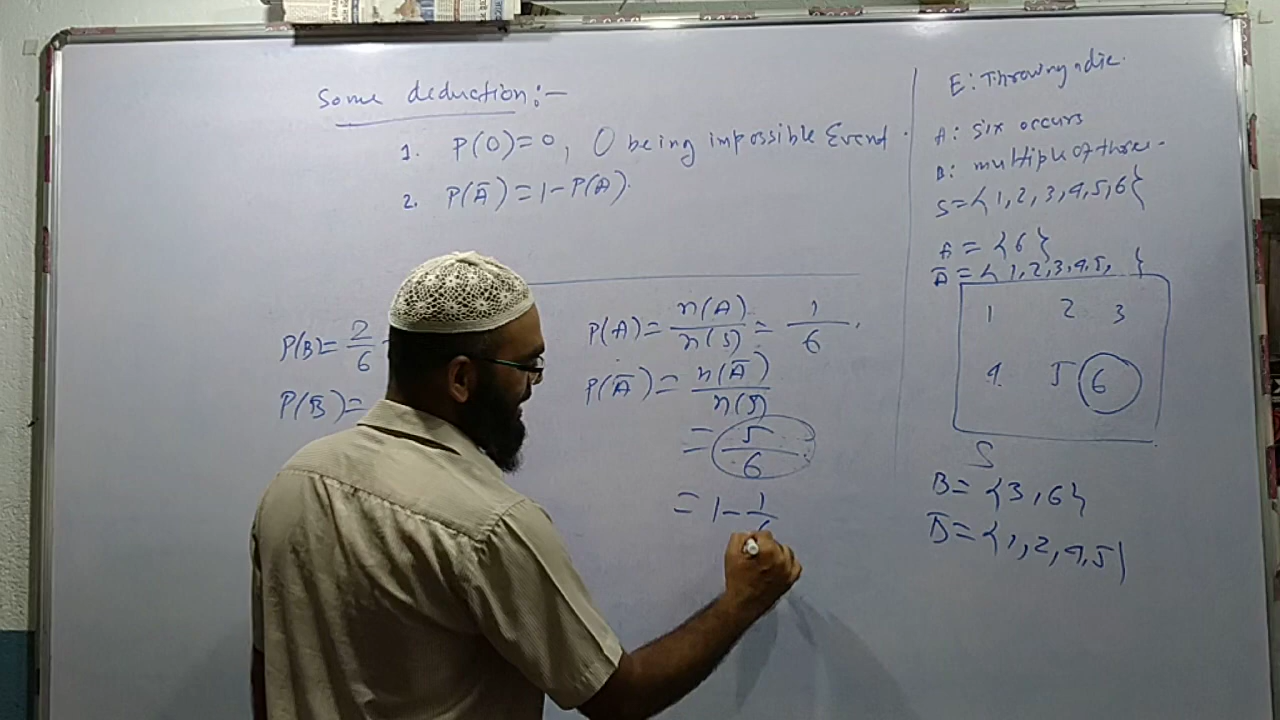 Some deduction:-
1. P(O)=0, O being impossible Event.
2. P(Ā)=1-P(A).
P(B)=2/6
P(B̄)=
P(A)=n(A)/n(S)=1/6.
P(Ā)=n(Ā)/n(S)
=5/6
=1-1/6
E: Throwing a die.
A: Six occurs
B: multiple of three.
S={1,2,3,4,5,6}
A={6}
Ā={1,2,3,4,5, }
1 2 3
4 5 6
S
B={3,6}
B̄={1,2,4,5}